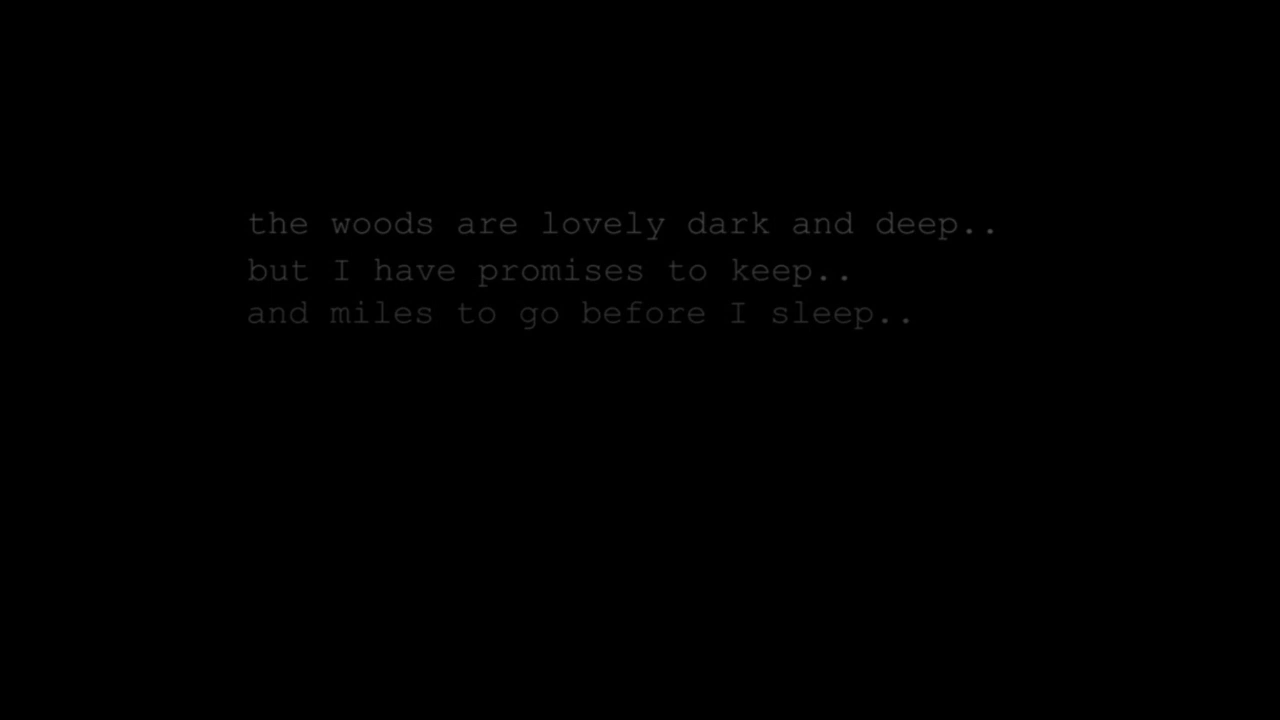 the woods are lovely dark and deep..
but I have promises to keep..
and miles to go before I sleep..